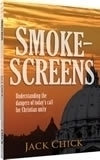 SMOKE-
SCREENS
Understanding the
dangers of today's call
for Christian unity
JACK CHICK